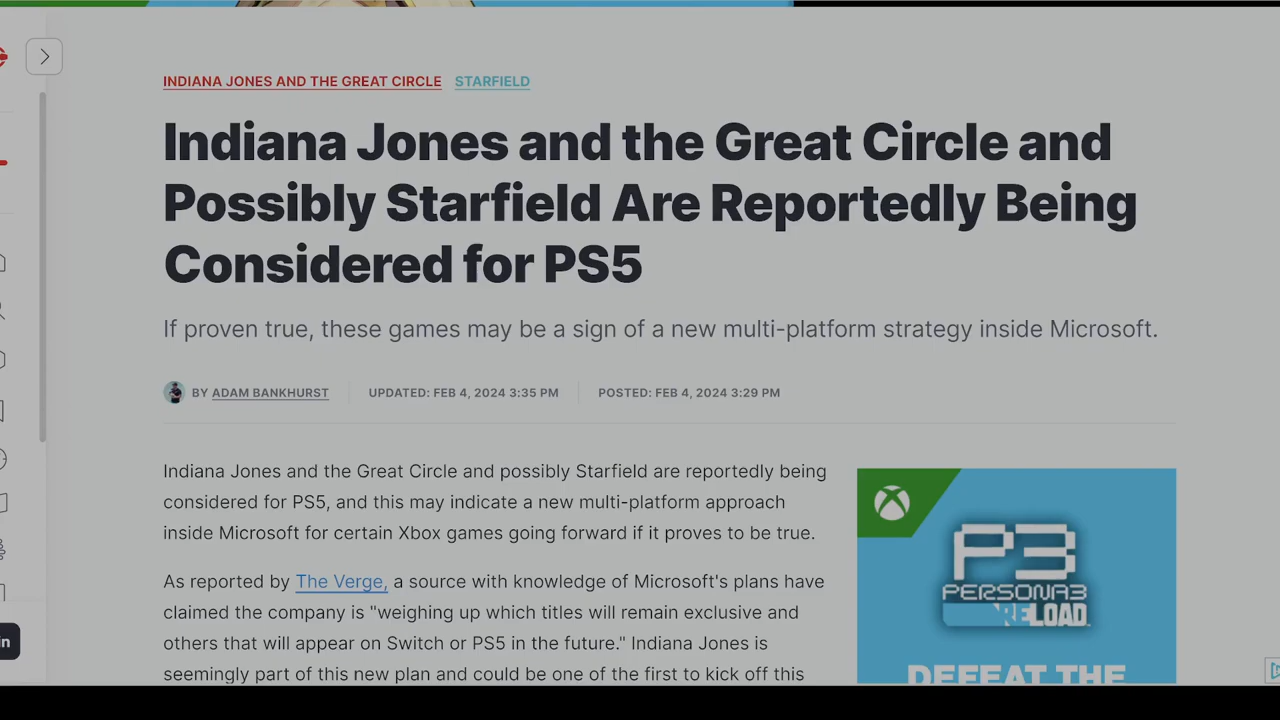 INDIANA JONES AND THE GREAT CIRCLE STARFIELD
Indiana Jones and the Great Circle and
Possibly Starfield Are Reportedly Being
Considered for PS5
If proven true, these games may be a sign of a new multi-platform strategy inside Microsoft.
BY ADAM BANKHURST UPDATED: FEB 4, 2024 3:35 PM POSTED: FEB 4, 2024 3:29 PM
Indiana Jones and the Great Circle and possibly Starfield are reportedly being
considered for PS5, and this may indicate a new multi-platform approach
inside Microsoft for certain Xbox games going forward if it proves to be true.
As reported by The Verge, a source with knowledge of Microsoft's plans have
claimed the company is "weighing up which titles will remain exclusive and
others that will appear on Switch or PS5 in the future." Indiana Jones is
seemingly part of this new plan and could be one of the first to kick off this
in
P3
PERSONA3
RELOAD
DEFEAT THE